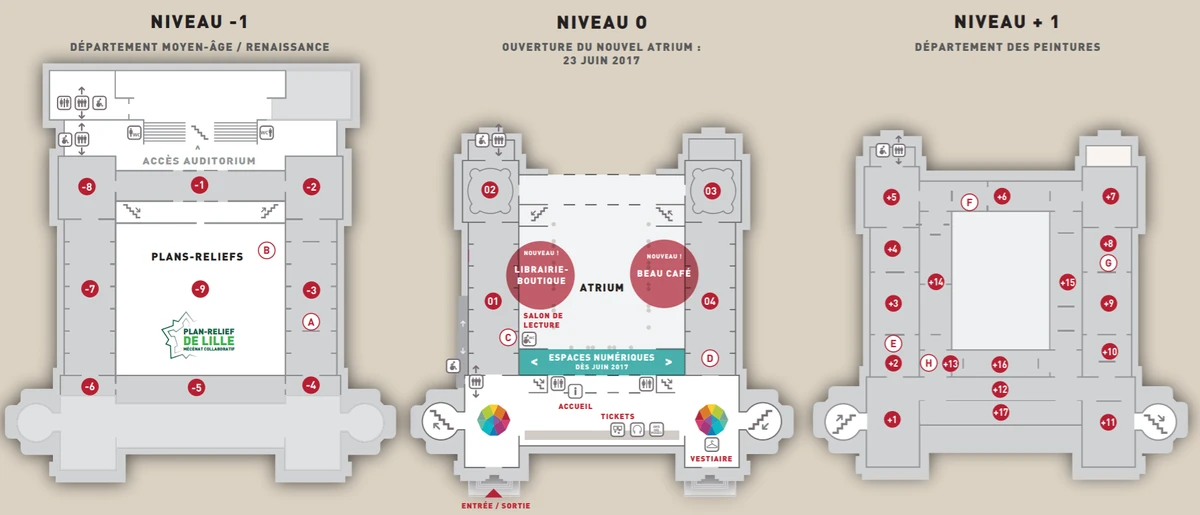 NIVEAU -1
DÉPARTEMENT MOYEN-ÂGE / RENAISSANCE
ACCÈS AUDITORIUM
-8
-1
-2
PLANS-RELIEFS
B
-7
-9
-3
A
PLAN-RELIEF
DE LILLE
MÉCÉNAT COLLABORATIF
-6
-5
-4
NIVEAU 0
OUVERTURE DU NOUVEL ATRIUM :
23 JUIN 2017
02
03
NOUVEAU !
LIBRAIRIE-
BOUTIQUE
NOUVEAU !
BEAU CAFÉ
ATRIUM
01
04
SALON DE
LECTURE
C
D
< ESPACES NUMÉRIQUES >
DÈS JUIN 2017
i
ACCUEIL
TICKETS
VESTIAIRE
ENTRÉE / SORTIE
NIVEAU + 1
DÉPARTEMENT DES PEINTURES
+5
F
+6
+7
+4
+8
G
+14
+15
+3
+9
E
+2
H
+13
+16
+10
+12
+1
+17
+11